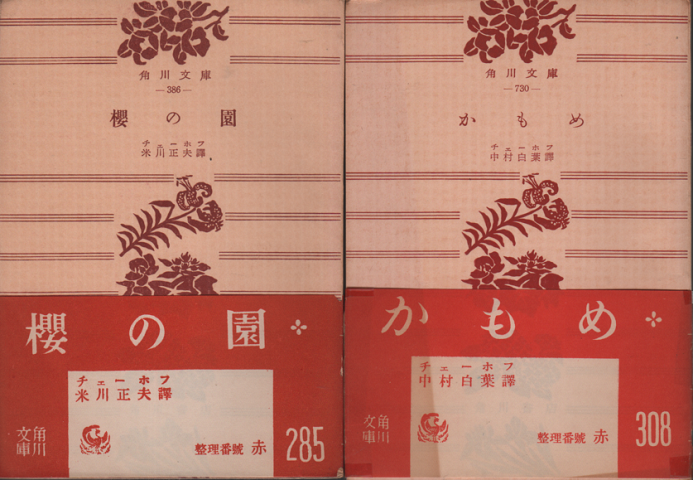 角川文庫
—386—
櫻の園
チェーホフ
米川正夫譯
櫻の園
チェーホフ
米川正夫譯
角川
文庫
整理番號 赤
285
角川文庫
—730—
かもめ
チェーホフ
中村白葉譯
かもめ
チェーホフ
中村白葉譯
角川
文庫
整理番號 赤
308